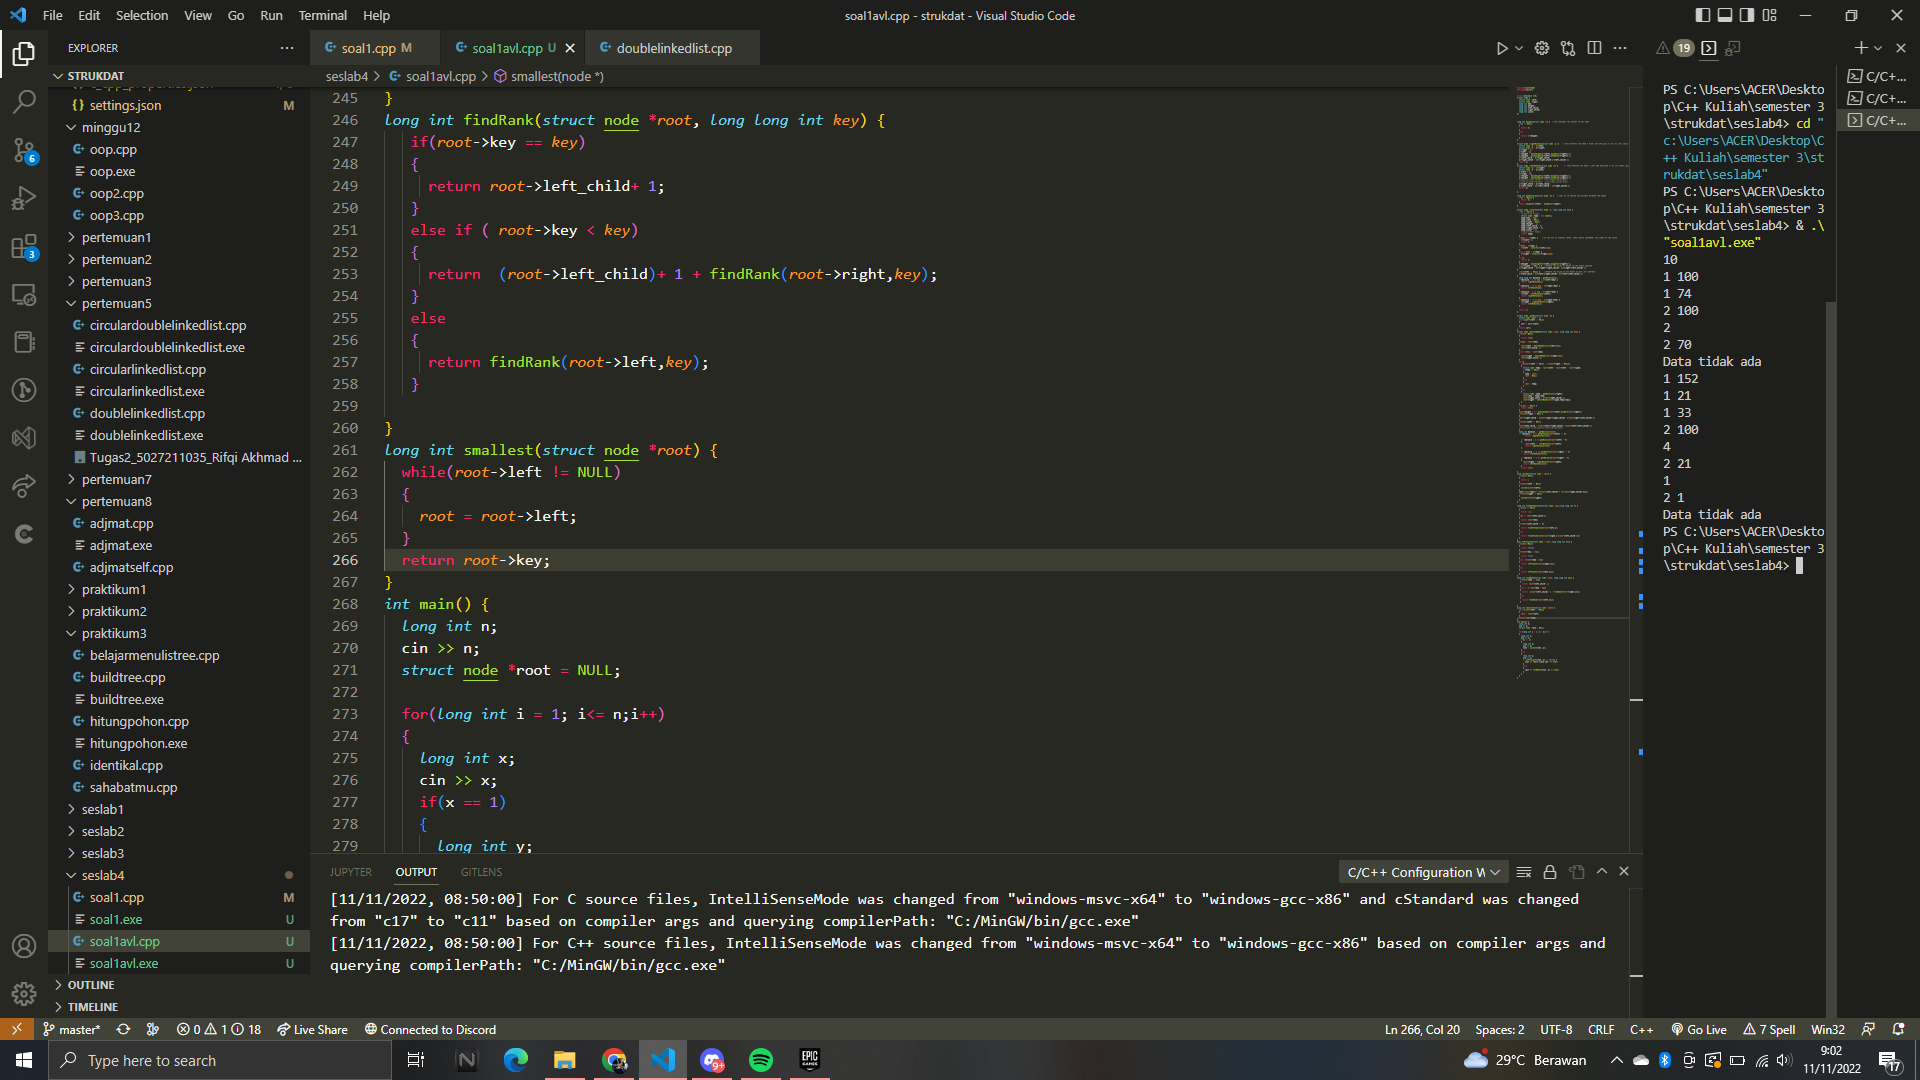 File Edit Selection View Go Run Terminal Help
soal1avl.cpp - strukdat - Visual Studio Code
EXPLORER
STRUKDAT
settings.json M
minggu12
oop.cpp
oop.exe
oop2.cpp
oop3.cpp
pertemuan1
pertemuan2
pertemuan3
pertemuan5
circulardoublelinkedlist.cpp
circulardoublelinkedlist.exe
circularlinkedlist.cpp
circularlinkedlist.exe
doublelinkedlist.cpp
doublelinkedlist.exe
Tugas2_5027211035_Rifqi Akhmad ...
pertemuan7
pertemuan8
adjmat.cpp
adjmat.exe
adjmatself.cpp
praktikum1
praktikum2
praktikum3
belajarmenulistree.cpp
buildtree.cpp
buildtree.exe
hitungpohon.cpp
hitungpohon.exe
identikal.cpp
sahabatmu.cpp
seslab1
seslab2
seslab3
seslab4
soal1.cpp M
soal1.exe U
soal1avl.cpp U
soal1avl.exe U
OUTLINE
TIMELINE
soal1.cpp M soal1avl.cpp U doublelinkedlist.cpp
seslab4 > soal1avl.cpp > smallest(node *)
245 }
246 long int findRank(struct node *root, long long int key) {
247 if(root->key == key)
248 {
249 return root->left_child+ 1;
250 }
251 else if ( root->key < key)
252 {
253 return  (root->left_child)+ 1 + findRank(root->right,key);
254 }
255 else
256 {
257 return findRank(root->left,key);
258 }
259
260 }
261 long int smallest(struct node *root) {
262 while(root->left != NULL)
263 {
264 root = root->left;
265 }
266 return root->key;
267 }
268 int main() {
269 long int n;
270 cin >> n;
271 struct node *root = NULL;
272
273 for(long int i = 1; i<= n;i++)
274 {
275 long int x;
276 cin >> x;
277 if(x == 1)
278 {
279 long int y;
JUPYTER OUTPUT GITLENS
C/C++ Configuration W
[11/11/2022, 08:50:00] For C source files, IntelliSenseMode was changed from "windows-msvc-x64" to "windows-gcc-x86" and cStandard was changed
from "c17" to "c11" based on compiler args and querying compilerPath: "C:/MinGW/bin/gcc.exe"
[11/11/2022, 08:50:00] For C++ source files, IntelliSenseMode was changed from "windows-msvc-x64" to "windows-gcc-x86" based on compiler args and
querying compilerPath: "C:/MinGW/bin/gcc.exe"
19
C/C+...
C/C+...
C/C+...
PS C:\Users\ACER\Deskto
p\C++ Kuliah\semester 3
\strukdat\seslab4> cd "
c:\Users\ACER\Desktop\C
++ Kuliah\semester 3\st
rukdat\seslab4"
PS C:\Users\ACER\Deskto
p\C++ Kuliah\semester 3
\strukdat\seslab4> & .\
"soal1avl.exe"
10
1 100
1 74
2 100
2
2 70
Data tidak ada
1 152
1 21
1 33
2 100
4
2 21
1
2 1
Data tidak ada
PS C:\Users\ACER\Deskto
p\C++ Kuliah\semester 3
\strukdat\seslab4>
6
3
master* 0 1 18 Live Share Connected to Discord
Ln 266, Col 20 Spaces: 2 UTF-8 CRLF C++ Go Live 7 Spell Win32
Type here to search
9+
EPIC GAMES
29°C Berawan
9:02
11/11/2022
17